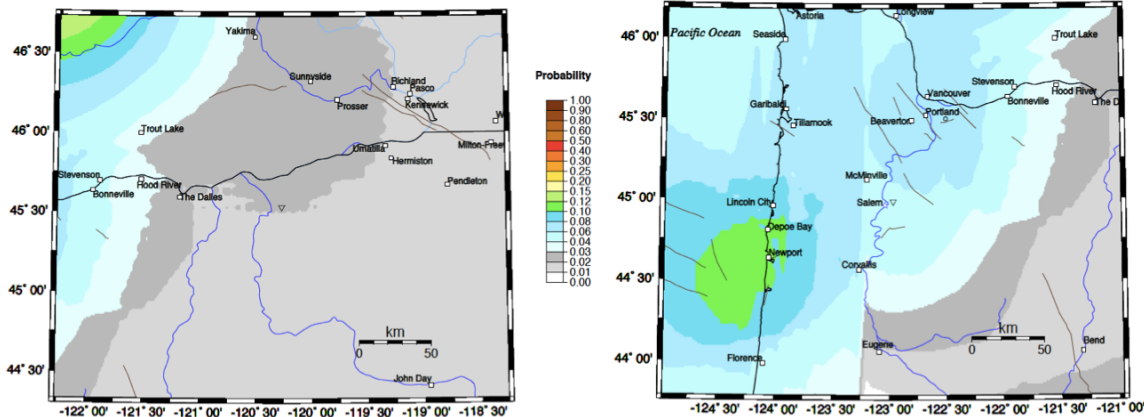 46° 30'
46° 00'
45° 30'
45° 00'
44° 30'
Yakima
Sunnyside
Richland
Pasco
Kennewick
Prosser
Trout Lake
Umatilla
Milton-Freew
Hermiston
Stevenson
Hood River
Pendleton
Bonneville
The Dalles
km
0 50
John Day
-122° 00' -121° 30' -121° 00' -120° 30' -120° 00' -119° 30' -119° 00' -118° 30'
Probability
1.00
0.90
0.80
0.60
0.50
0.40
0.30
0.25
0.20
0.15
0.12
0.10
0.08
0.06
0.04
0.03
0.02
0.01
0.00
46° 00'
45° 30'
45° 00'
44° 30'
44° 00'
Astoria
Longview
Pacific Ocean
Seaside
Trout Lake
Stevenson
Vancouver
Hood River
Garibaldi
Bonneville
The D
Portland
Tillamook
Beaverton
McMinnville
Lincoln City
Salem
Depoe Bay
Newport
Corvallis
km
0 50
Eugene
Bend
Florence
-124° 30' -124° 00' -123° 30' -123° 00' -122° 30' -122° 00' -121° 30' -121° 00'